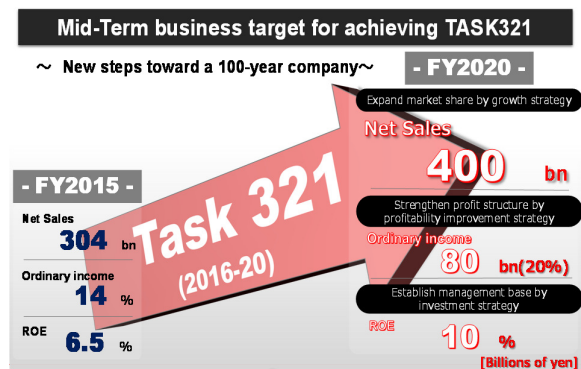 Mid-Term business target for achieving TASK321
～ New steps toward a 100-year company～
- FY2020 -
Expand market share by growth strategy
Net Sales
400 bn
Strengthen profit structure by
profitability improvement strategy
Ordinary income
80 bn(20%)
Establish management base by
investment strategy
ROE
10 %
[Billions of yen]
- FY2015 -
Net Sales
304 bn
Ordinary income
14 %
ROE
6.5 %
Task 321
(2016-20)